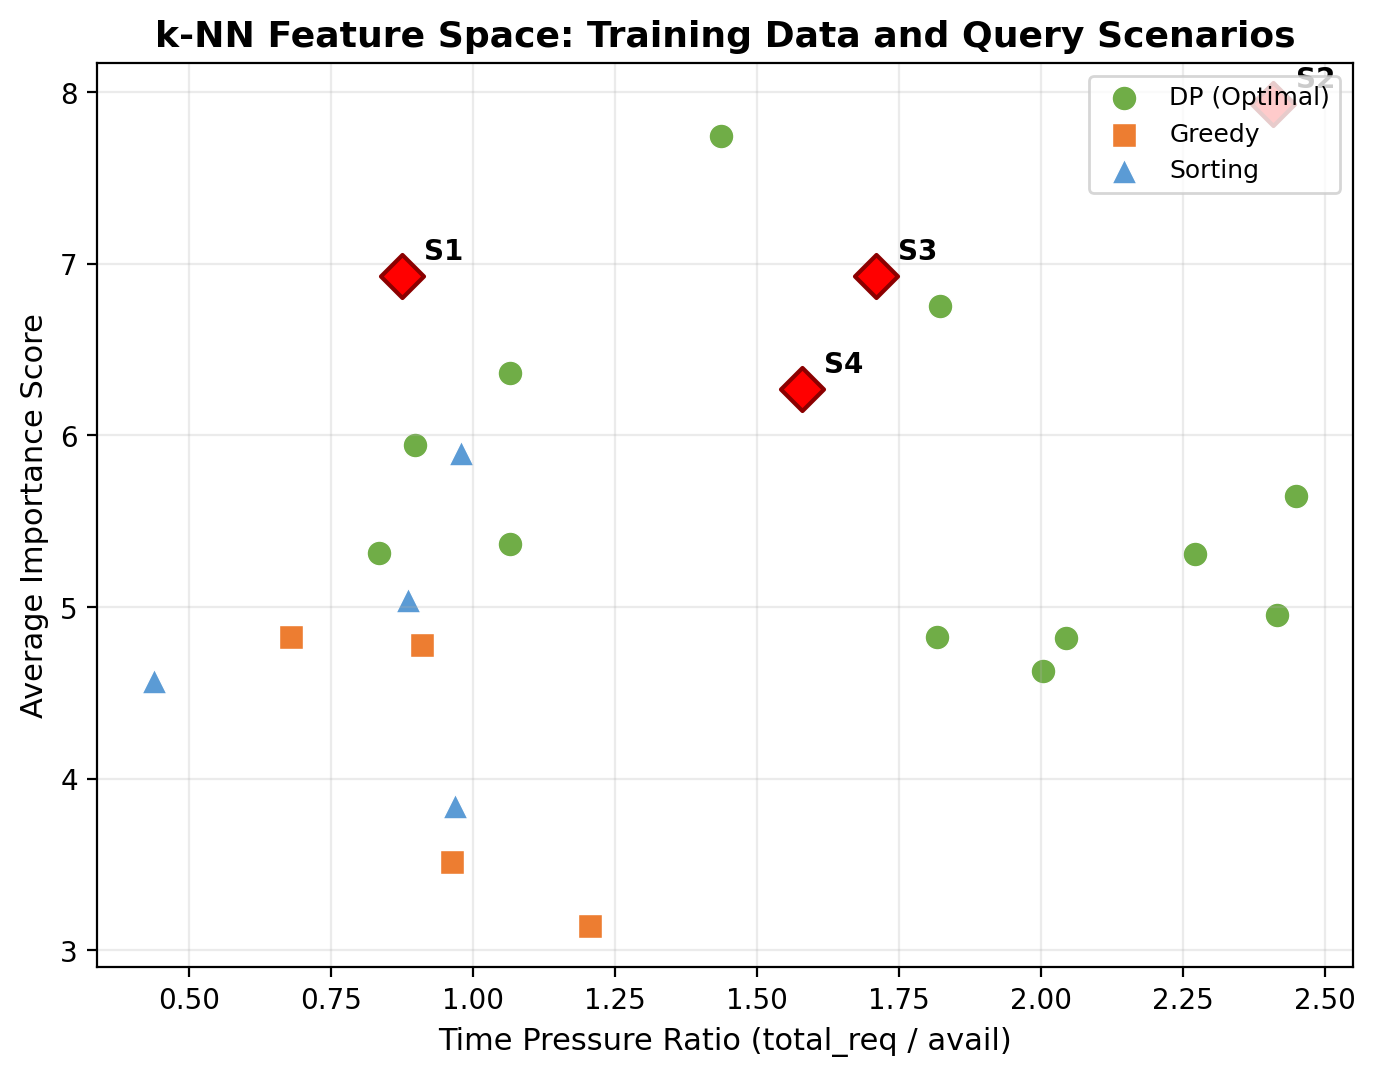 k-NN Feature Space: Training Data and Query Scenarios
S2
DP (Optimal)
Greedy
Sorting
S1
S3
S4
8
7
6
5
4
3
Average Importance Score
0.50 0.75 1.00 1.25 1.50 1.75 2.00 2.25 2.50
Time Pressure Ratio (total_req / avail)